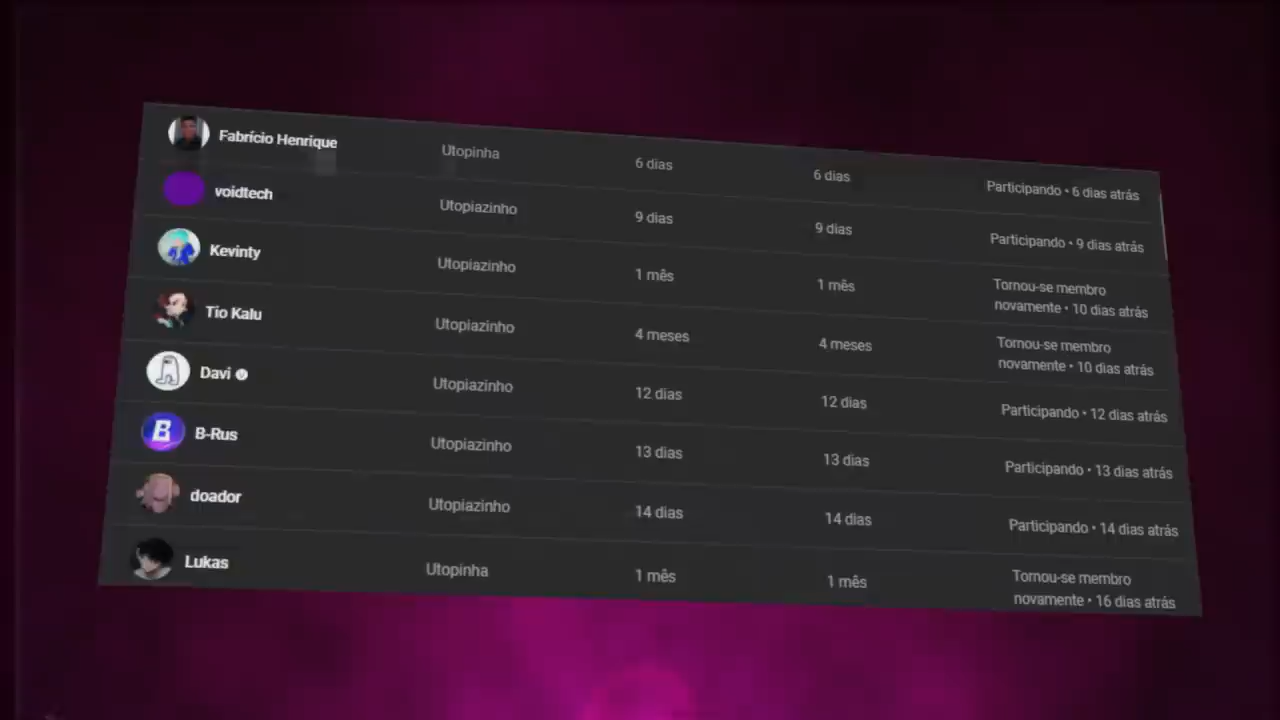 Fabrício Henrique Utopinha 6 dias 6 dias Participando • 6 dias atrás
voidtech Utopiazinho 9 dias 9 dias Participando • 9 dias atrás
Kevinty Utopiazinho 1 mês 1 mês Tornou-se membro
novamente • 10 dias atrás
Tio Kalu Utopiazinho 4 meses 4 meses Tornou-se membro
novamente • 10 dias atrás
Davi Utopiazinho 12 dias 12 dias Participando • 12 dias atrás
B-Rus Utopiazinho 13 dias 13 dias Participando • 13 dias atrás
doador Utopiazinho 14 dias 14 dias Participando • 14 dias atrás
Lukas Utopinha 1 mês 1 mês Tornou-se membro
novamente • 16 dias atrás